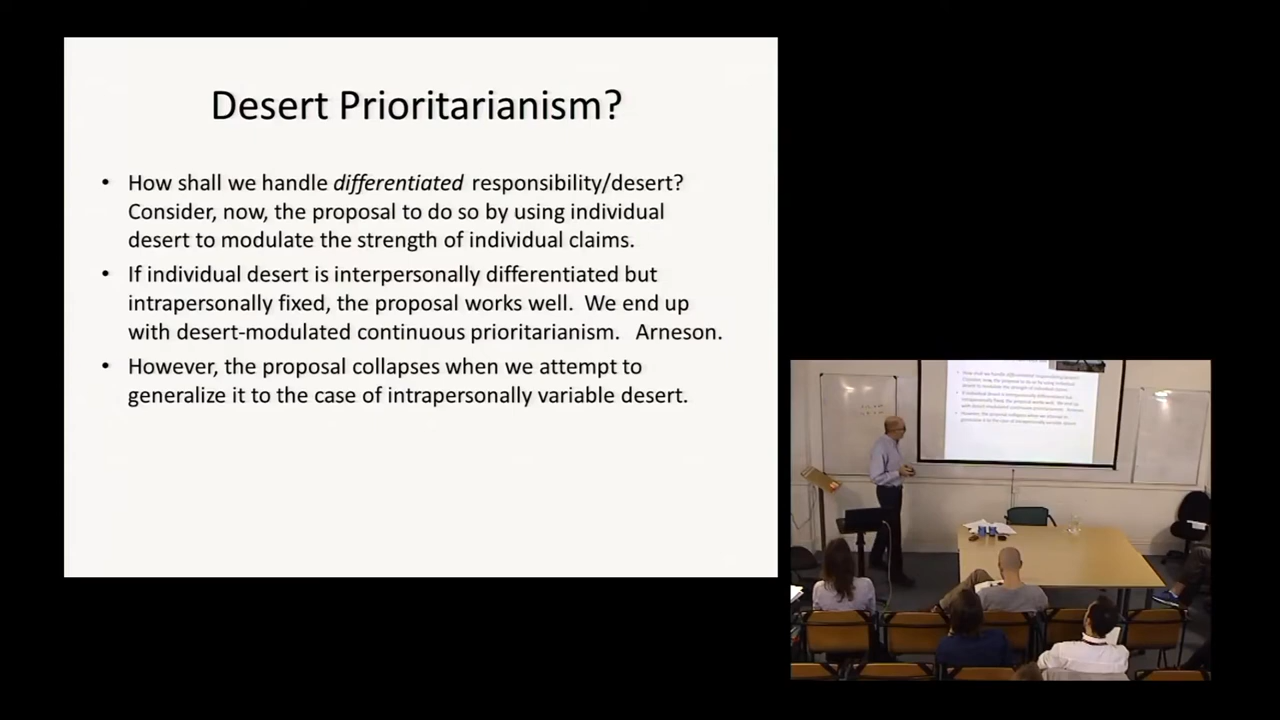 Desert Prioritarianism?
• How shall we handle differentiated responsibility/desert?
Consider, now, the proposal to do so by using individual
desert to modulate the strength of individual claims.
• If individual desert is interpersonally differentiated but
intrapersonally fixed, the proposal works well. We end up
with desert-modulated continuous prioritarianism. Arneson.
• However, the proposal collapses when we attempt to
generalize it to the case of intrapersonally variable desert.